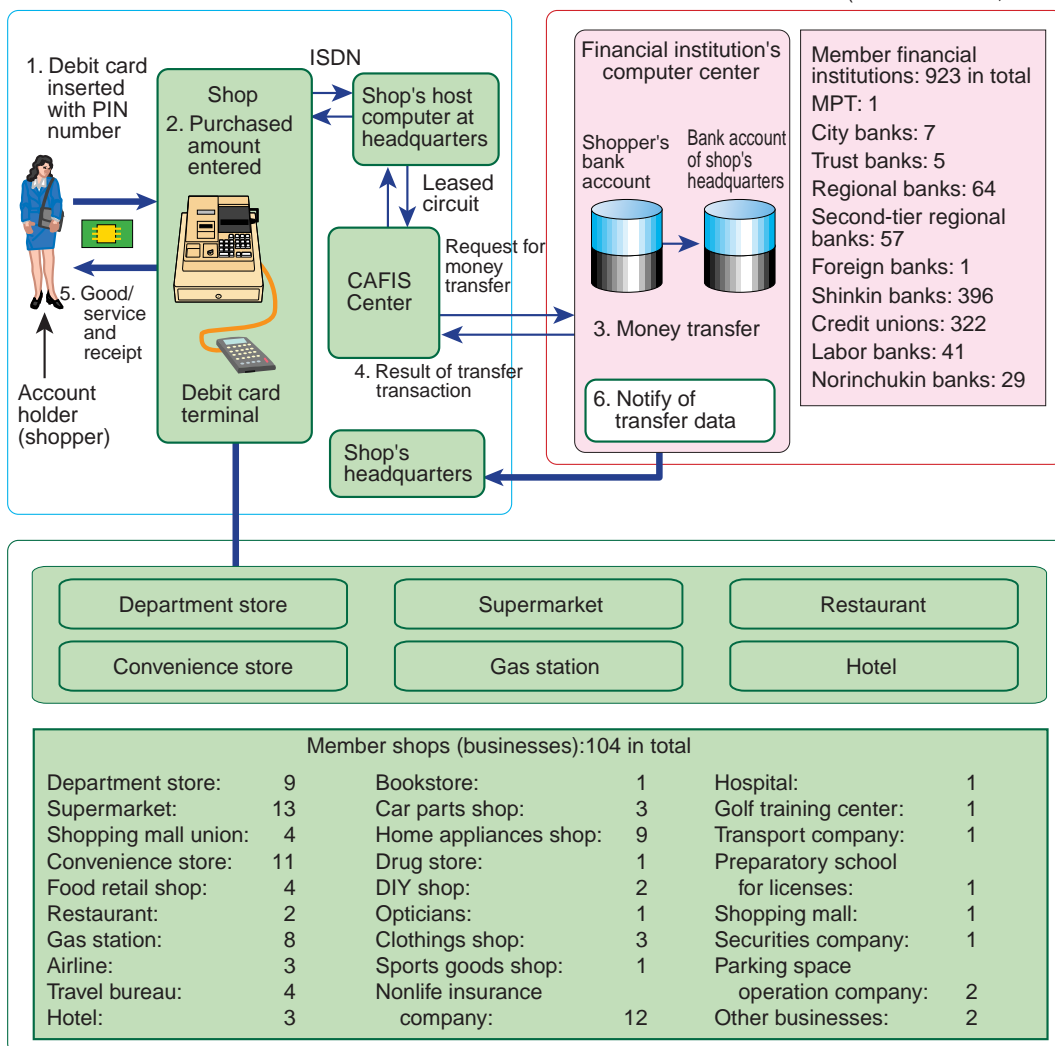 1. Debit card
inserted
with PIN
number
Shop
2. Purchased
amount
entered
ISDN
Shop's host
computer at
headquarters
Leased
circuit
CAFIS
Center
Request for
money
transfer
4. Result of transfer
transaction
5. Good/
service
and
receipt
Account
holder
(shopper)
Debit card
terminal
Shop's
headquarters
Financial institution's
computer center
Shopper's
bank
account
Bank account
of shop's
headquarters
3. Money transfer
6. Notify of
transfer data
Member financial
institutions: 923 in total
MPT: 1
City banks: 7
Trust banks: 5
Regional banks: 64
Second-tier regional
banks: 57
Foreign banks: 1
Shinkin banks: 396
Credit unions: 322
Labor banks: 41
Norinchukin banks: 29
Department store
Supermarket
Restaurant
Convenience store
Gas station
Hotel
Member shops (businesses):104 in total
Department store: 9
Supermarket: 13
Shopping mall union: 4
Convenience store: 11
Food retail shop: 4
Restaurant: 2
Gas station: 8
Airline: 3
Travel bureau: 4
Hotel: 3
Bookstore: 1
Car parts shop: 3
Home appliances shop: 9
Drug store: 1
DIY shop: 2
Opticians: 1
Clothings shop: 3
Sports goods shop: 1
Nonlife insurance
company: 12
Hospital: 1
Golf training center: 1
Transport company: 1
Preparatory school
for licenses: 1
Shopping mall: 1
Securities company: 1
Parking space
operation company: 2
Other businesses: 2